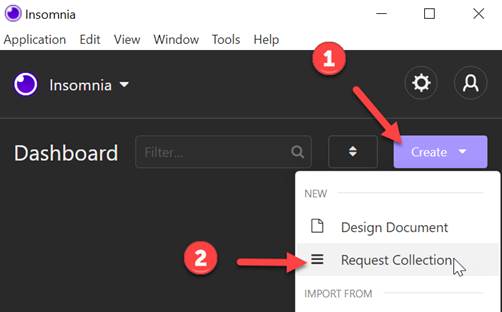 Insomnia
Application Edit View Window Tools Help
1
Insomnia
Dashboard Filter... Create
NEW
Design Document
2
Request Collection
IMPORT FROM